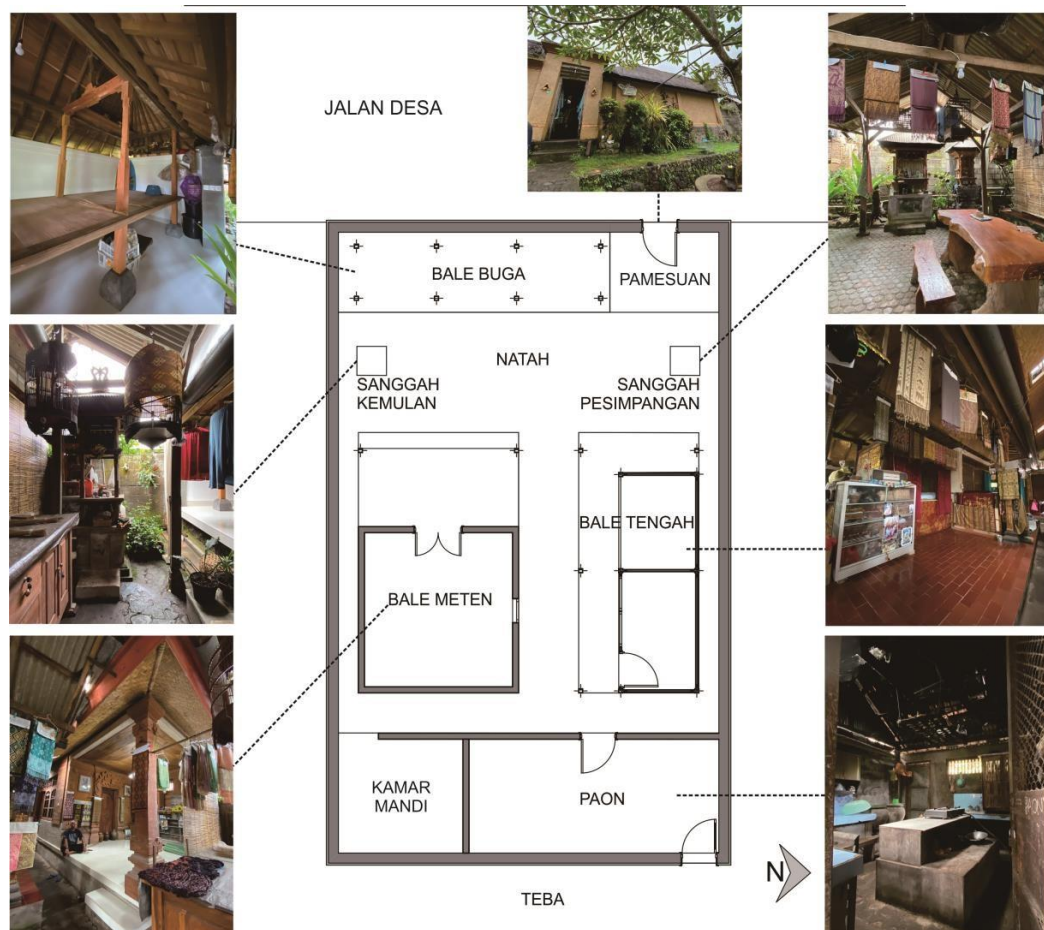 JALAN DESA
BALE BUGA
PAMESUAN
NATAH
SANGGAH
KEMULAN
SANGGAH
PESIMPANGAN
BALE TENGAH
BALE METEN
KAMAR
MANDI
PAON
TEBA
N